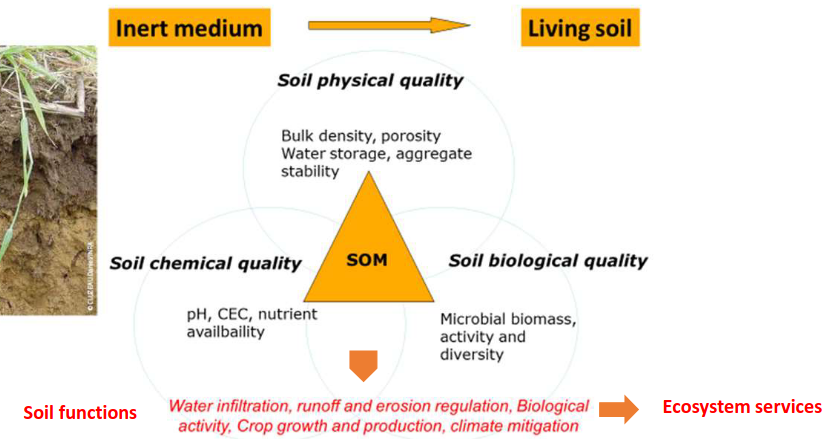 Inert medium
Living soil
Soil physical quality
Bulk density, porosity
Water storage, aggregate
stability
SOM
Soil chemical quality
Soil biological quality
pH, CEC, nutrient
availbaility
Microbial biomass,
activity and
diversity
Soil functions
Water infiltration, runoff and erosion regulation, Biological
activity, Crop growth and production, climate mitigation
Ecosystem services